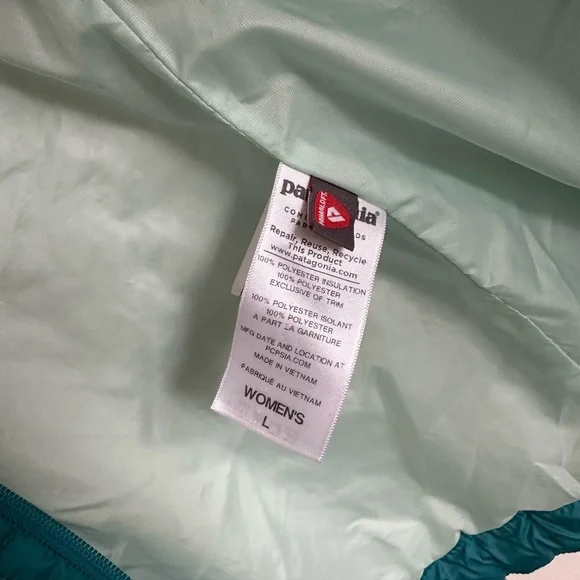 patagonia®
PRIMALOFT
Repair, Reuse, Recycle
This Product
www.patagonia.com
100% POLYESTER INSULATION
100% POLYESTER
EXCLUSIVE OF TRIM
100% POLYESTER ISOLANT
100% POLYESTER
A PART LA GARNITURE
MFG DATE AND LOCATION AT
PCPSIA.COM
MADE IN VIETNAM
FABRIQUÉ AU VIETNAM
WOMEN'S
L